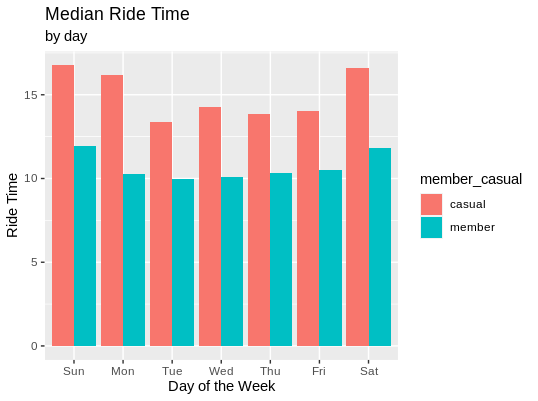 Median Ride Time
by day
Ride Time
15
10
5
0
Sun Mon Tue Wed Thu Fri Sat
Day of the Week
member_casual
casual
member